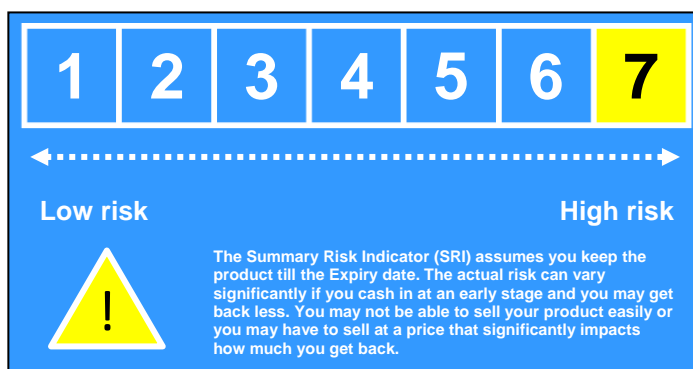 1 2 3 4 5 6 7
Low risk High risk
!
The Summary Risk Indicator (SRI) assumes you keep the
product till the Expiry date. The actual risk can vary
significantly if you cash in at an early stage and you may get
back less. You may not be able to sell your product easily or
you may have to sell at a price that significantly impacts
how much you get back.